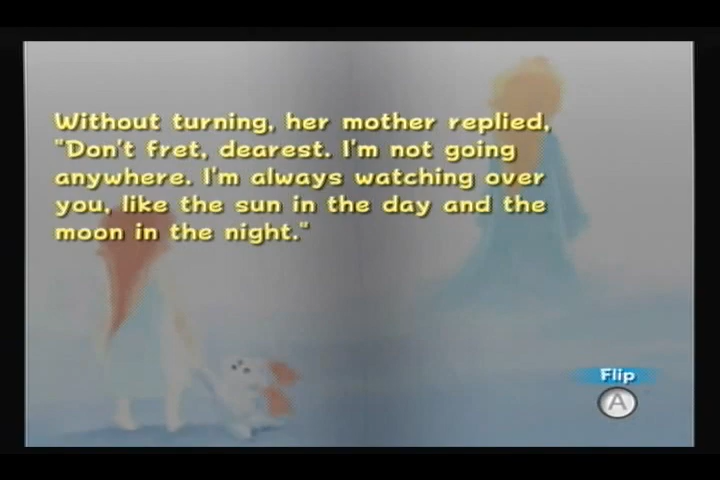 Without turning, her mother replied,
"Don't fret, dearest. I'm not going
anywhere. I'm always watching over
you, like the sun in the day and the
moon in the night."
Flip
A